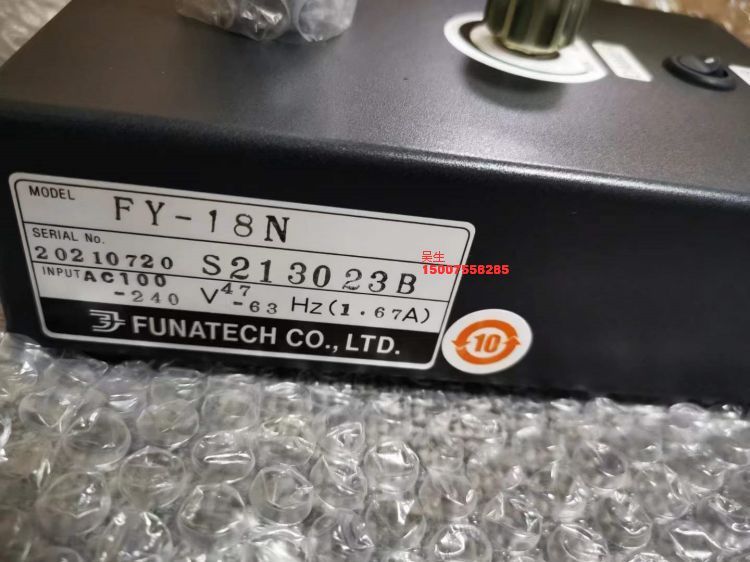 MODEL FY-18N
SERIAL No.
20210720 S213023B
INPUT AC100
-240 V 47
-63 Hz(1.67A)
FUNATECH CO., LTD.
10
吴生
15007558285